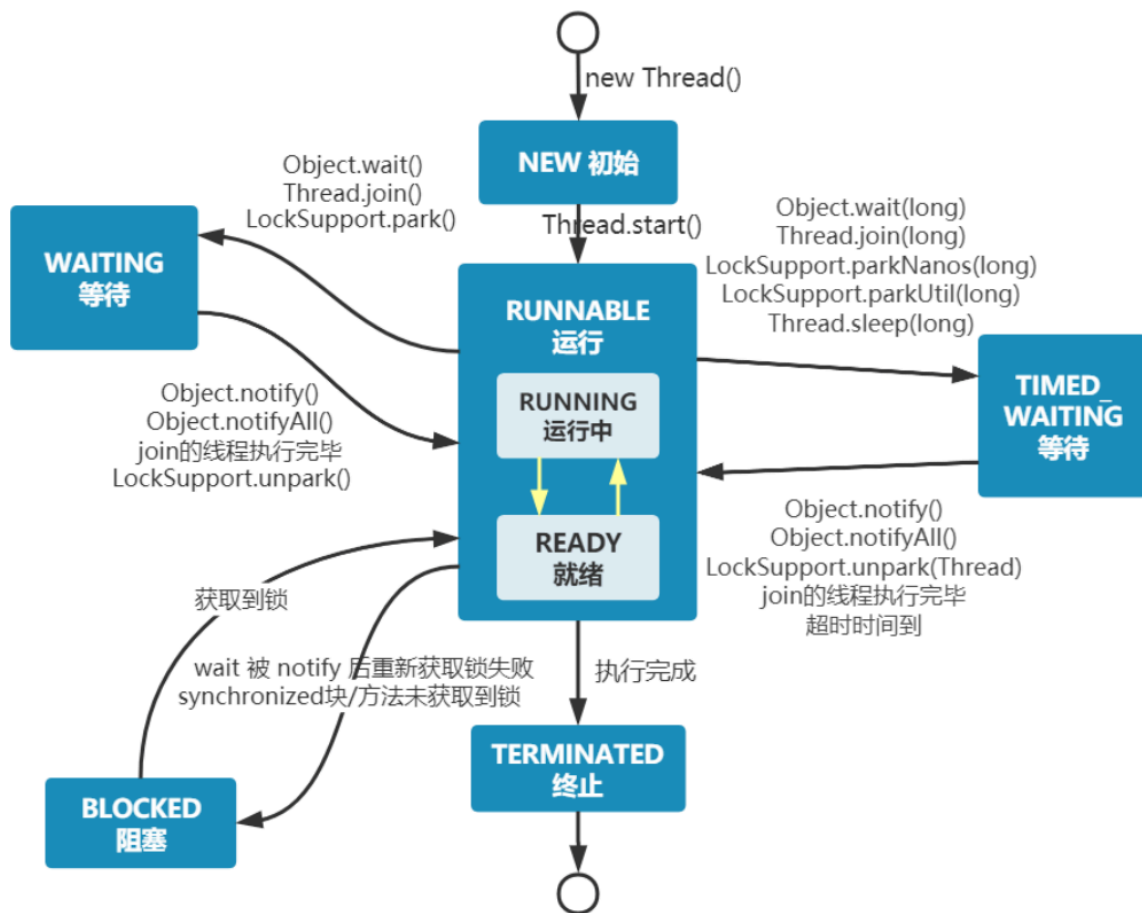 new Thread()
NEW 初始
Object.wait()
Thread.join()
LockSupport.park()
Thread.start()
Object.wait(long)
Thread.join(long)
LockSupport.parkNanos(long)
LockSupport.parkUtil(long)
Thread.sleep(long)
WAITING
等待
RUNNABLE
运行
RUNNING
运行中
READY
就绪
TIMED_
WAITING
等待
Object.notify()
Object.notifyAll()
join的线程执行完毕
LockSupport.unpark()
Object.notify()
Object.notifyAll()
LockSupport.unpark(Thread)
join的线程执行完毕
超时时间到
获取到锁
wait 被 notify 后重新获取锁失败
synchronized块/方法未获取到锁
执行完成
TERMINATED
终止
BLOCKED
阻塞